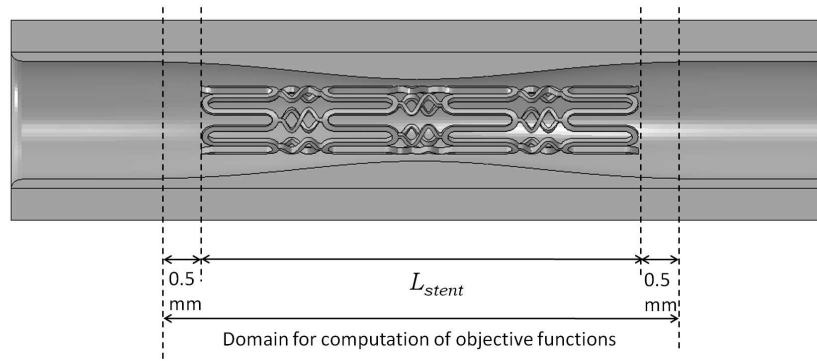 0.5
mm
L_stent
0.5
mm
Domain for computation of objective functions